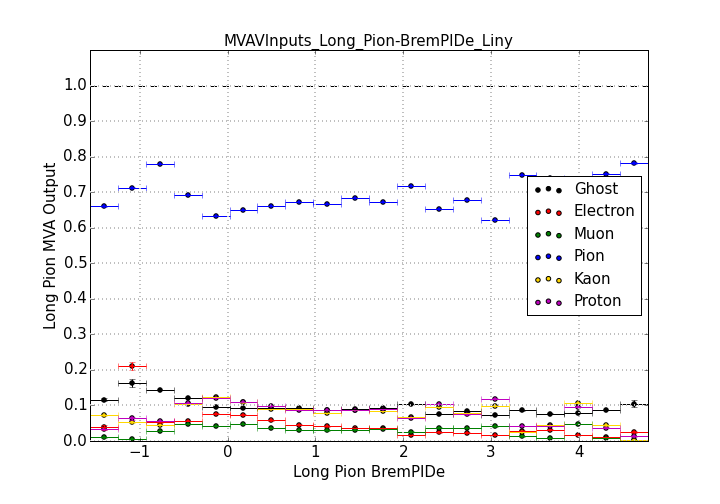 MVAVInputs_Long_Pion-BremPIDe_Liny
1.0
0.9
0.8
0.7
0.6
0.5
0.4
0.3
0.2
0.1
0.0
Long Pion MVA Output
Ghost
Electron
Muon
Pion
Kaon
Proton
−1 0 1 2 3 4
Long Pion BremPIDe